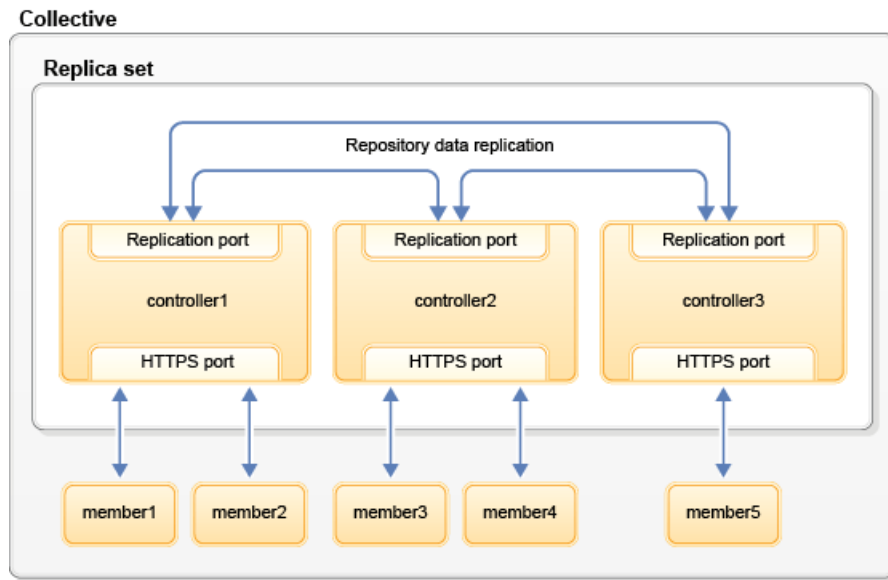 Collective
Replica set
Repository data replication
Replication port
Replication port
Replication port
controller1
controller2
controller3
HTTPS port
HTTPS port
HTTPS port
member1
member2
member3
member4
member5